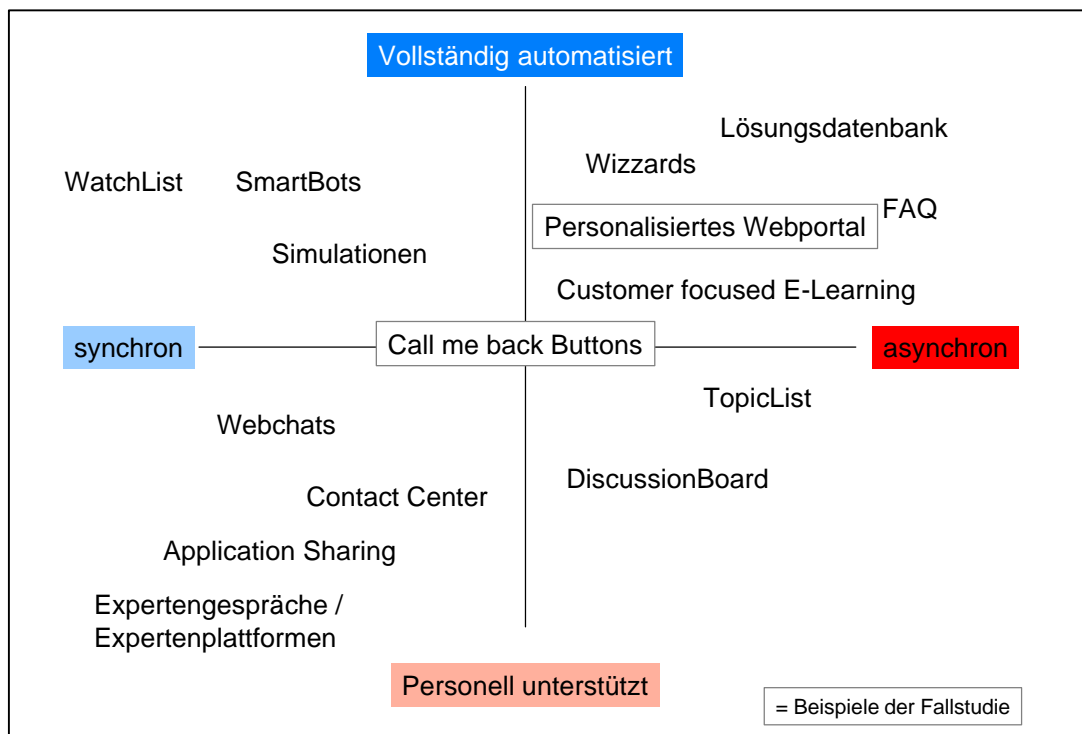 Vollständig automatisiert
Lösungsdatenbank
Wizzards
WatchList
SmartBots
FAQ
Personalisiertes Webportal
Simulationen
Customer focused E-Learning
synchron
Call me back Buttons
asynchron
TopicList
Webchats
DiscussionBoard
Contact Center
Application Sharing
Expertengespräche /
Expertenplattformen
Personell unterstützt
= Beispiele der Fallstudie